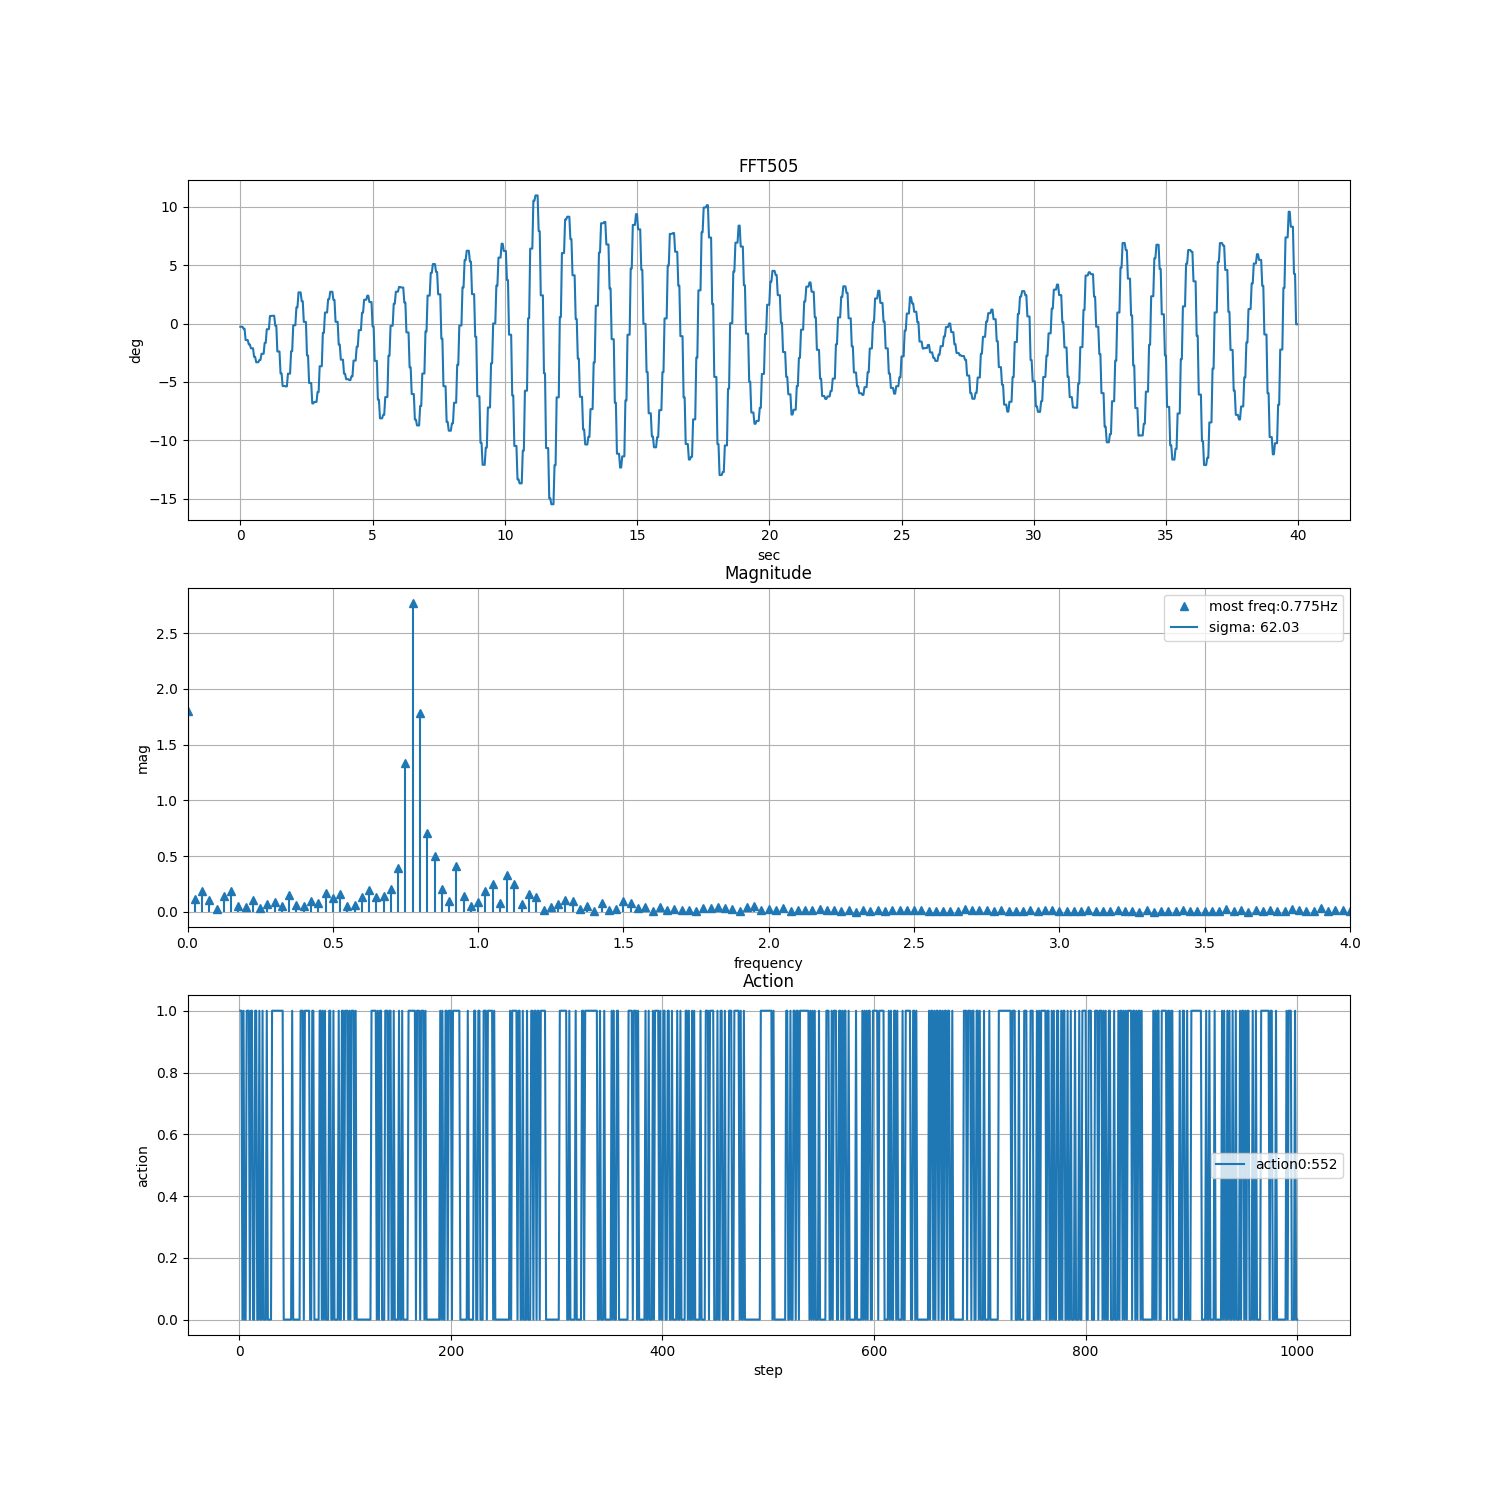 FFT505
10
5
0
−5
−10
−15
deg
0 5 10 15 20 25 30 35 40
sec
Magnitude
most freq:0.775Hz
sigma: 62.03
2.5
2.0
1.5
1.0
0.5
0.0
mag
0.0 0.5 1.0 1.5 2.0 2.5 3.0 3.5 4.0
frequency
Action
1.0
0.8
0.6
0.4
0.2
0.0
action
action0:552
0 200 400 600 800 1000
step